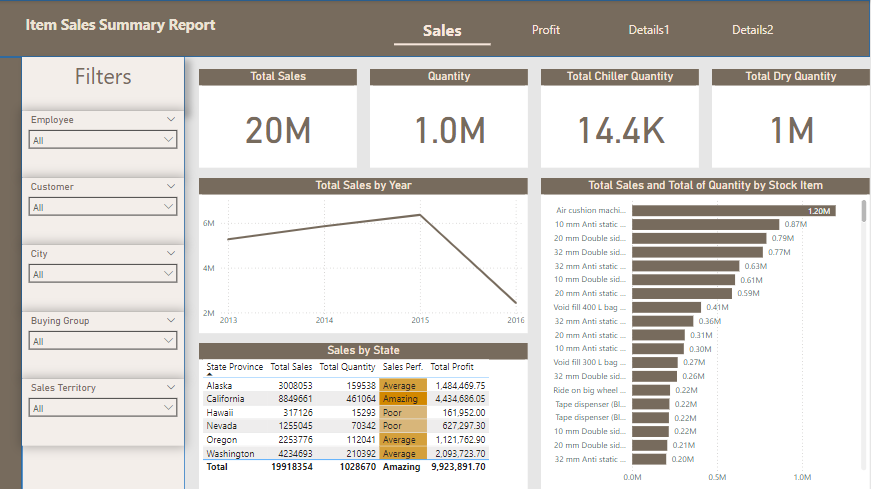 Item Sales Summary Report
Sales Profit Details1 Details2
Filters
Employee
All
Customer
All
City
All
Buying Group
All
Sales Territory
All
Total Sales
20M
Quantity
1.0M
Total Chiller Quantity
14.4K
Total Dry Quantity
1M
Total Sales by Year
6M
4M
2M
2013 2014 2015 2016
Sales by State
State Province Total Sales Total Quantity Sales Perf. Total Profit
Alaska 3008053 159538 Average 1,484,469.75
California 8849661 461064 Amazing 4,434,686.05
Hawaii 317126 15293 Poor 161,952.00
Nevada 1255045 70342 Poor 627,297.30
Oregon 2253776 112041 Average 1,121,762.90
Washington 4234693 210392 Average 2,093,723.70
Total 19918354 1028670 Amazing 9,923,891.70
Total Sales and Total of Quantity by Stock Item
Air cushion machi... 1.20M
10 mm Anti static ... 0.87M
20 mm Double sid... 0.79M
32 mm Double sid... 0.77M
32 mm Anti static ... 0.63M
10 mm Double sid... 0.61M
20 mm Anti static ... 0.59M
Void fill 400 L bag ... 0.41M
32 mm Anti static ... 0.36M
20 mm Anti static ... 0.31M
10 mm Anti static ... 0.30M
Void fill 300 L bag ... 0.27M
32 mm Double sid... 0.26M
Ride on big wheel ... 0.22M
Tape dispenser (Bl... 0.22M
Tape dispenser (Bl... 0.22M
10 mm Double sid... 0.22M
20 mm Double sid... 0.21M
32 mm Anti static ... 0.20M
0.0M 0.5M 1.0M